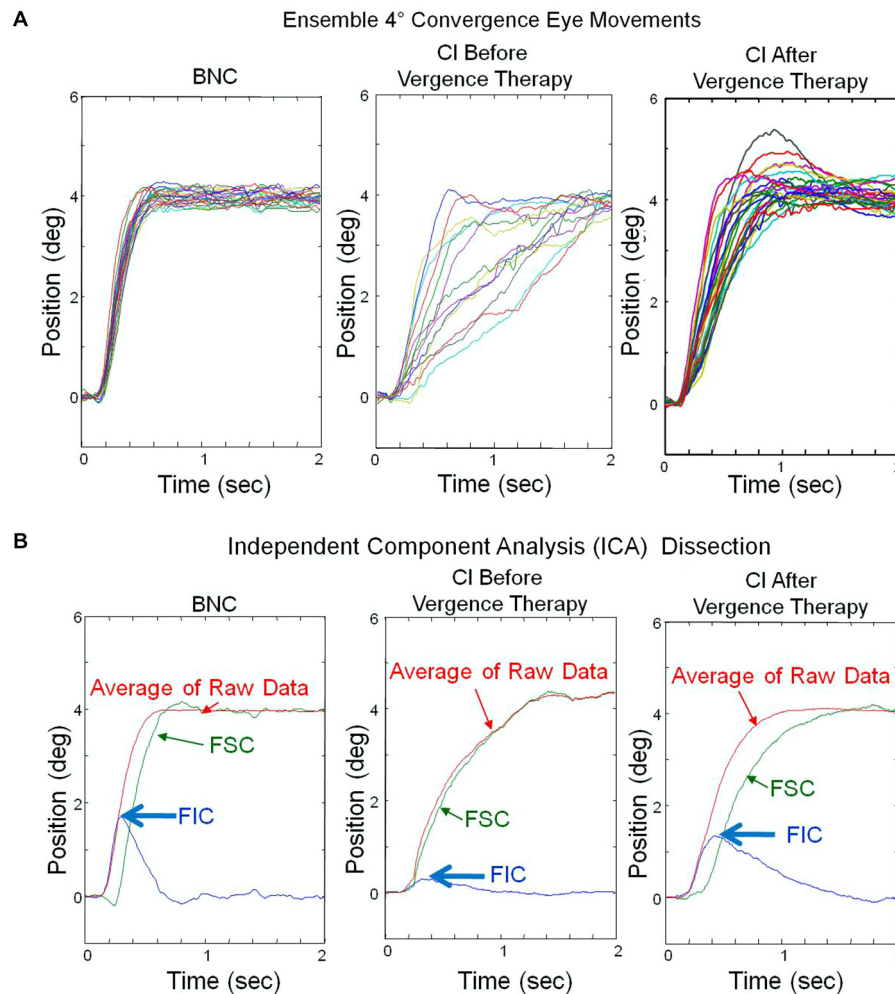 A
Ensemble 4° Convergence Eye Movements
BNC
CI Before
Vergence Therapy
CI After
Vergence Therapy
Position (deg)
6
4
2
0
0
1
2
Time (sec)
Position (deg)
6
4
2
0
0
1
2
Time (sec)
Position (deg)
6
4
2
0
0
1
2
Time (sec)
B
Independent Component Analysis (ICA) Dissection
BNC
CI Before
Vergence Therapy
CI After
Vergence Therapy
Position (deg)
6
4
2
0
Average of Raw Data
FSC
FIC
0
1
2
Time (sec)
Position (deg)
6
4
2
0
Average of Raw Data
FSC
FIC
0
1
2
Time (sec)
Position (deg)
6
4
2
0
Average of Raw Data
FSC
FIC
0
1
2
Time (sec)